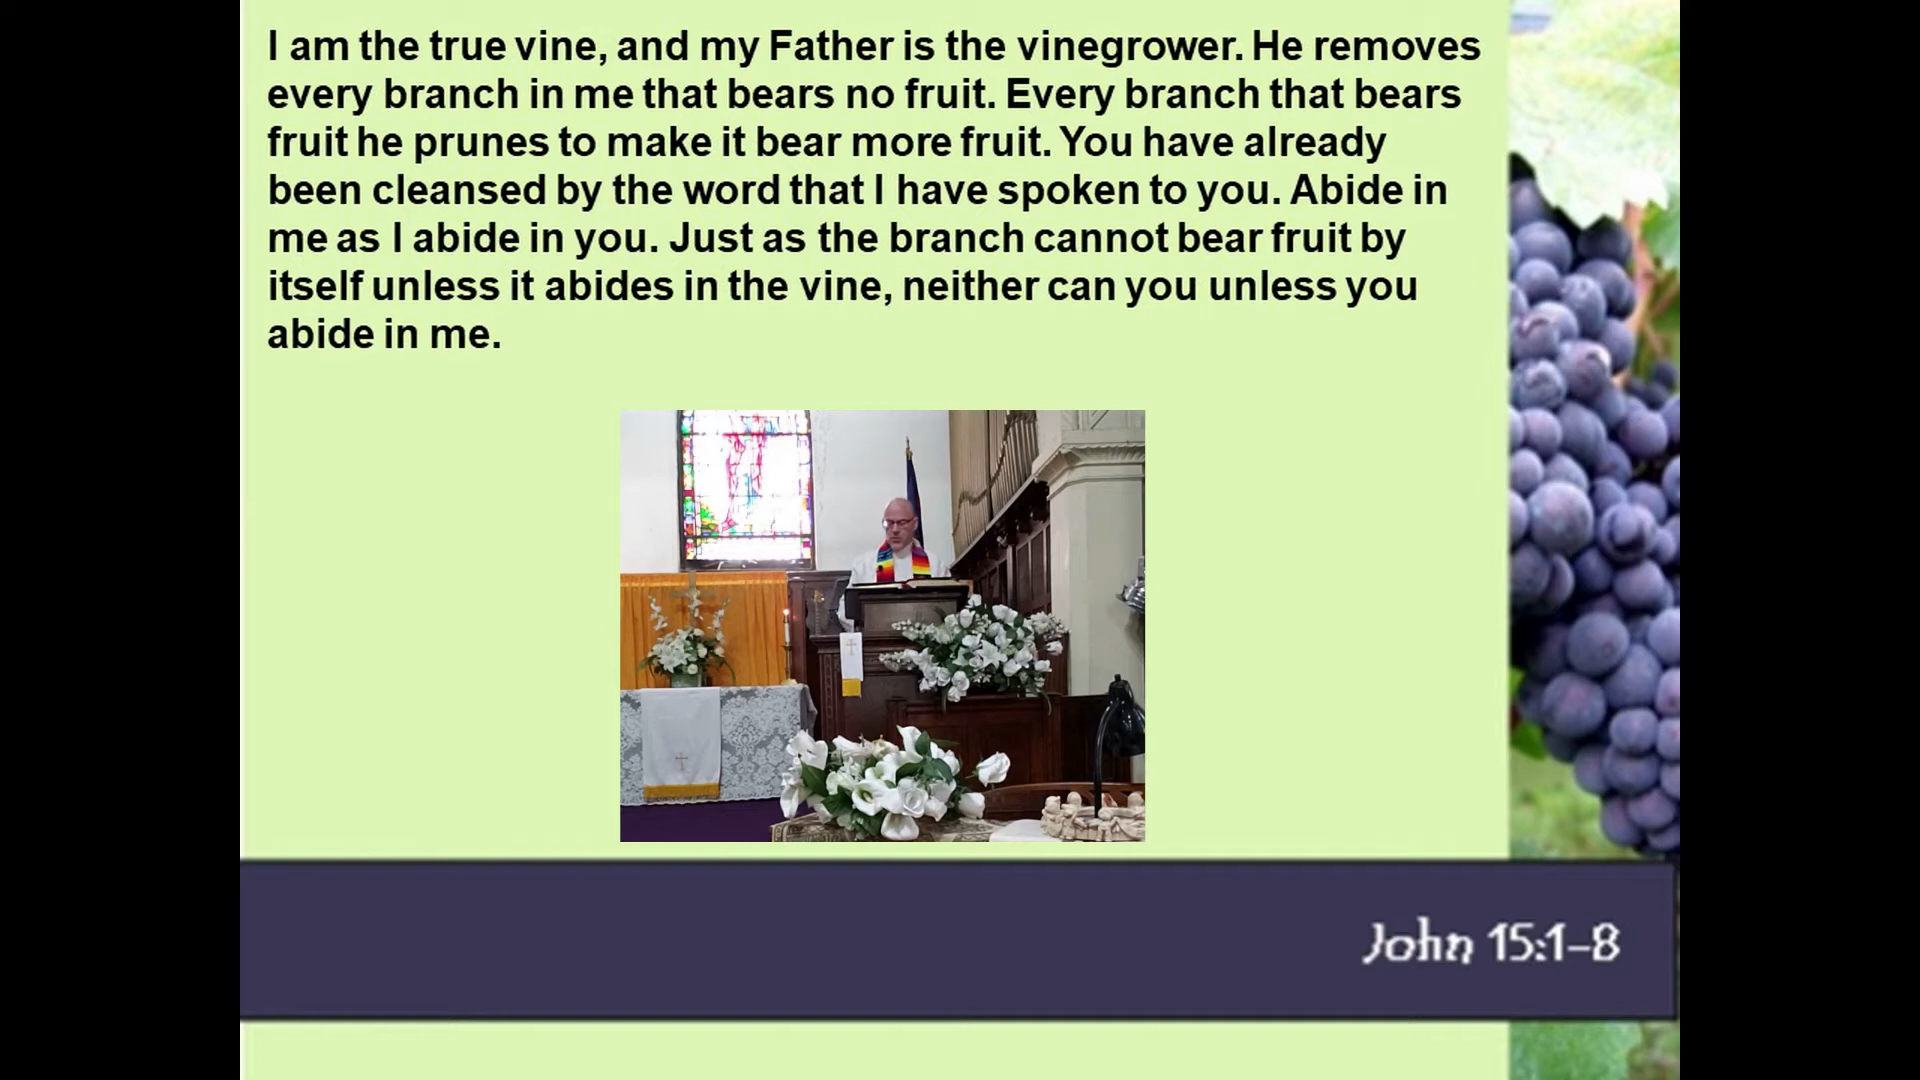 I am the true vine, and my Father is the vinegrower. He removes
every branch in me that bears no fruit. Every branch that bears
fruit he prunes to make it bear more fruit. You have already
been cleansed by the word that I have spoken to you. Abide in
me as I abide in you. Just as the branch cannot bear fruit by
itself unless it abides in the vine, neither can you unless you
abide in me.
John 15:1–8